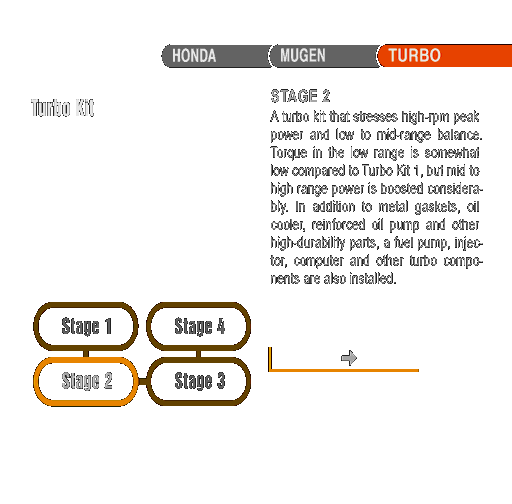 HONDA MUGEN TURBO
Turbo Kit
STAGE 2
A turbo kit that stresses high-rpm peak
power and low to mid-range balance.
Torque in the low range is somewhat
low compared to Turbo Kit 1, but mid to
high range power is boosted considera-
bly. In addition to metal gaskets, oil
cooler, reinforced oil pump and other
high-durability parts, a fuel pump, injec-
tor, computer and other turbo compo-
nents are also installed.
Stage 1 Stage 4
Stage 2 Stage 3